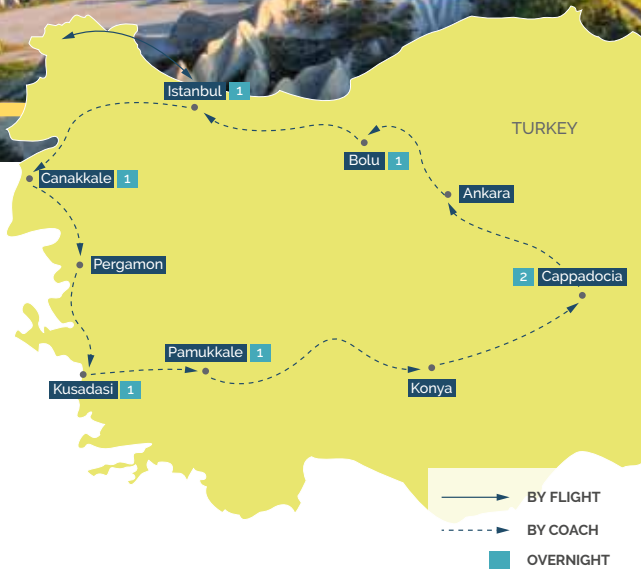 Istanbul 1
TURKEY
Bolu 1
Canakkale 1
Ankara
Pergamon
2 Cappadocia
Pamukkale 1
Kusadasi 1
Konya
BY FLIGHT
BY COACH
OVERNIGHT